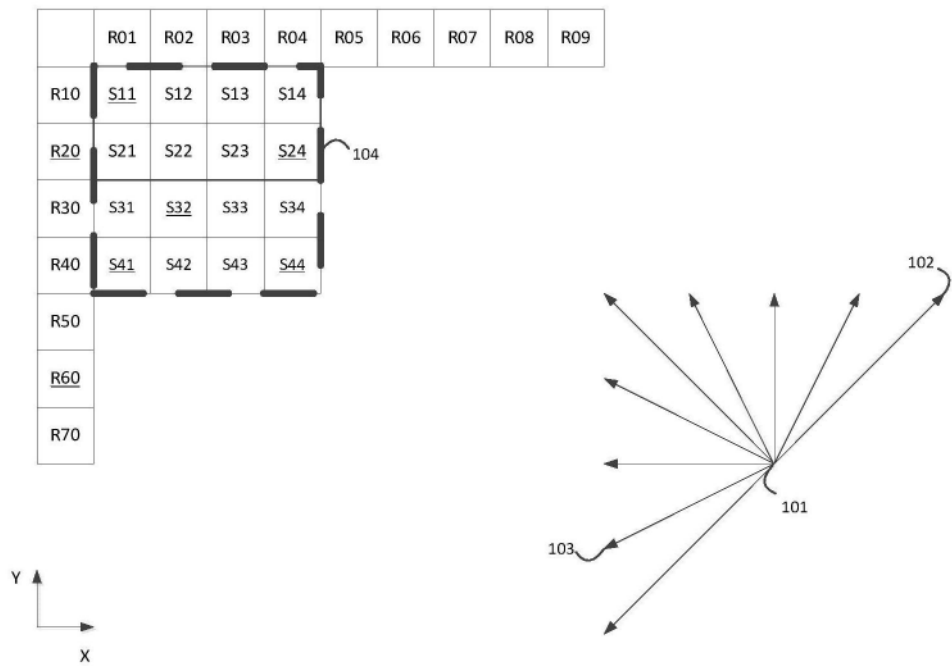 R01 R02 R03 R04 R05 R06 R07 R08 R09
R10 S11 S12 S13 S14
R20 S21 S22 S23 S24 104
R30 S31 S32 S33 S34
R40 S41 S42 S43 S44 102
R50
R60
R70
101
103
Y
X